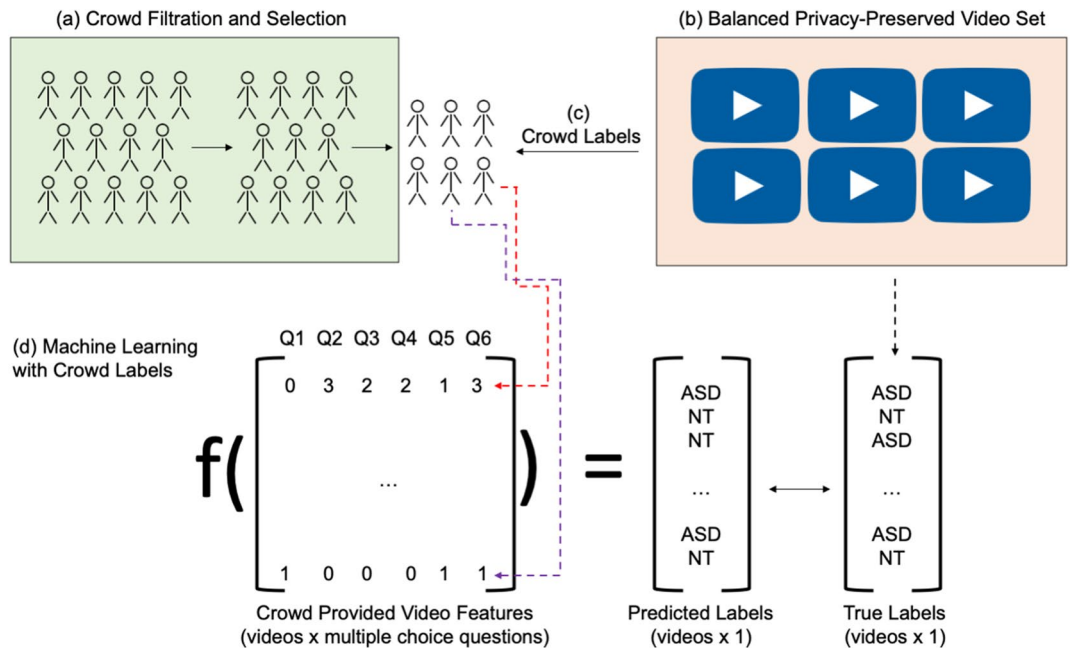 (a) Crowd Filtration and Selection
(b) Balanced Privacy-Preserved Video Set
(c)
Crowd Labels
(d) Machine Learning
with Crowd Labels
Q1 Q2 Q3 Q4 Q5 Q6
0 3 2 2 1 3
...
1 0 0 0 1 1
f( ) =
ASD
NT
NT
...
ASD
NT
ASD
NT
ASD
...
ASD
NT
Crowd Provided Video Features
(videos x multiple choice questions)
Predicted Labels
(videos x 1)
True Labels
(videos x 1)